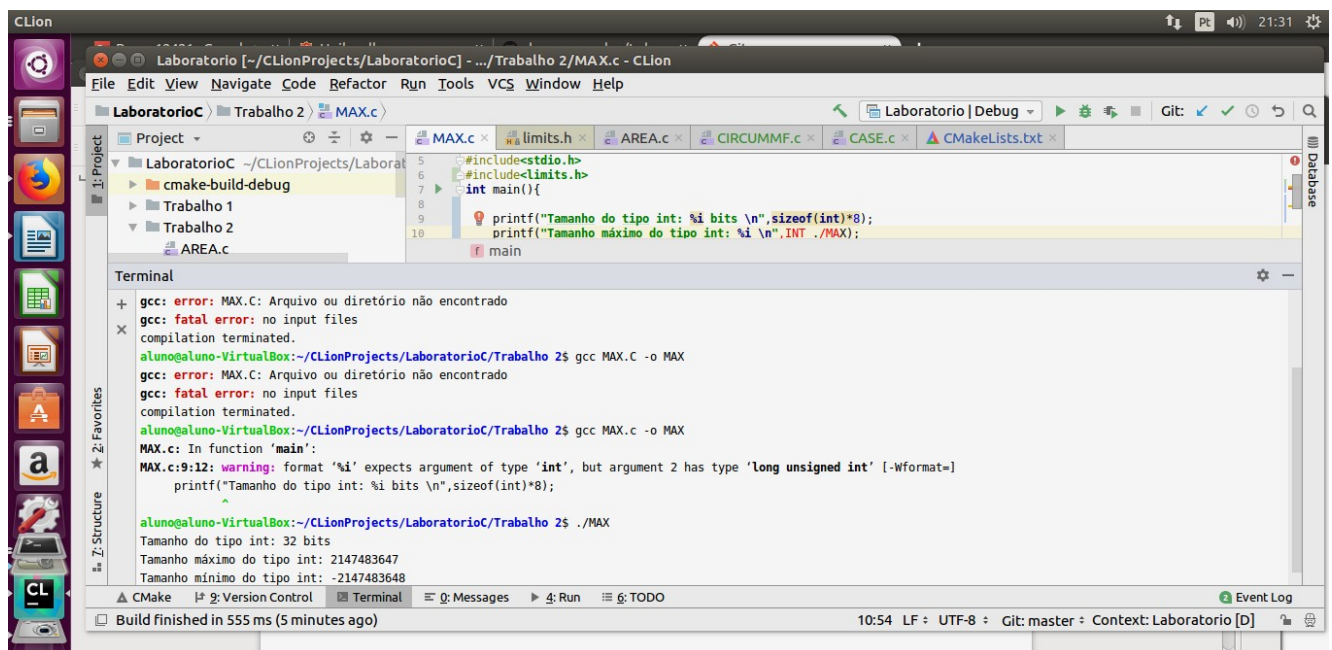 CLion
Pt 21:31
Laboratorio [~/CLionProjects/LaboratorioC] - .../Trabalho 2/MAX.c - CLion
File Edit View Navigate Code Refactor Run Tools VCS Window Help
LaboratorioC Trabalho 2 MAX.c
Laboratorio | Debug
Git:
Project
MAX.c limits.h AREA.c CIRCUMMF.c CASE.c CMakeLists.txt
1: Project
Database
LaboratorioC ~/CLionProjects/Laborat
cmake-build-debug
Trabalho 1
Trabalho 2
AREA.c
5 #include<stdio.h>
6 #include<limits.h>
7 int main(){
8
9 printf("Tamanho do tipo int: %i bits \n",sizeof(int)*8);
10 printf("Tamanho máximo do tipo int: %i \n",INT ./MAX);
f main
Terminal
gcc: error: MAX.C: Arquivo ou diretório não encontrado
gcc: fatal error: no input files
compilation terminated.
aluno@aluno-VirtualBox:~/CLionProjects/LaboratorioC/Trabalho 2$ gcc MAX.C -o MAX
gcc: error: MAX.C: Arquivo ou diretório não encontrado
gcc: fatal error: no input files
compilation terminated.
aluno@aluno-VirtualBox:~/CLionProjects/LaboratorioC/Trabalho 2$ gcc MAX.c -o MAX
MAX.c: In function ‘main’:
MAX.c:9:12: warning: format ‘%i’ expects argument of type ‘int’, but argument 2 has type ‘long unsigned int’ [-Wformat=]
printf("Tamanho do tipo int: %i bits \n",sizeof(int)*8);
^
aluno@aluno-VirtualBox:~/CLionProjects/LaboratorioC/Trabalho 2$ ./MAX
Tamanho do tipo int: 32 bits
Tamanho máximo do tipo int: 2147483647
Tamanho mínimo do tipo int: -2147483648
2: Favorites
Z: Structure
CMake 9: Version Control Terminal 0: Messages 4: Run 6: TODO
2 Event Log
Build finished in 555 ms (5 minutes ago)
10:54 LF UTF-8 Git: master Context: Laboratorio [D]